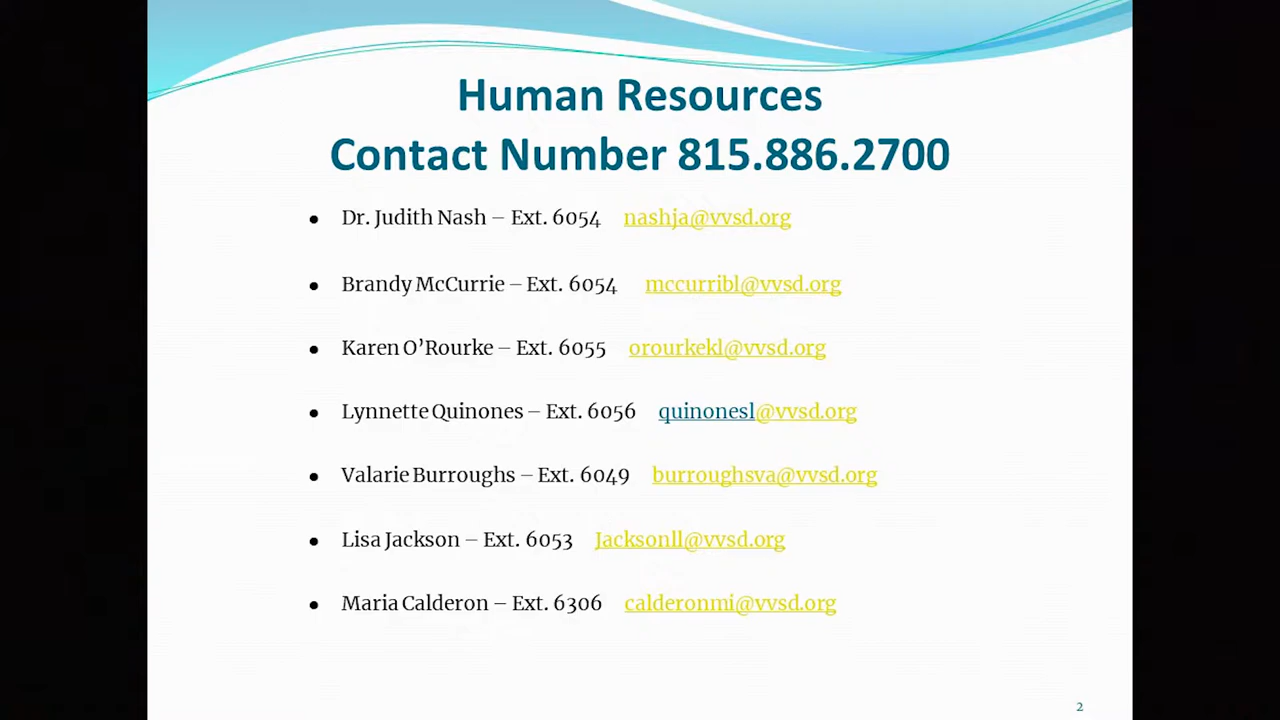 Human Resources
Contact Number 815.886.2700
● Dr. Judith Nash – Ext. 6054 nashja@vvsd.org
● Brandy McCurrie – Ext. 6054 mccurribl@vvsd.org
● Karen O’Rourke – Ext. 6055 orourkekl@vvsd.org
● Lynnette Quinones – Ext. 6056 quinonesl@vvsd.org
● Valarie Burroughs – Ext. 6049 burroughsva@vvsd.org
● Lisa Jackson – Ext. 6053 Jacksonll@vvsd.org
● Maria Calderon – Ext. 6306 calderonmi@vvsd.org
2